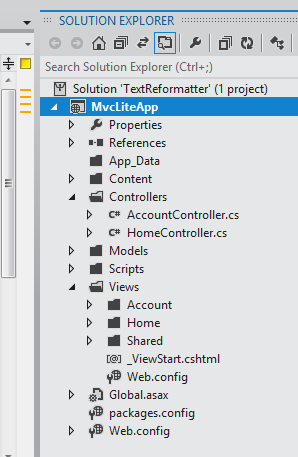 SOLUTION EXPLORER
Search Solution Explorer (Ctrl+;)
Solution 'TextReformatter' (1 project)
MvcLiteApp
Properties
References
App_Data
Content
Controllers
C# AccountController.cs
C# HomeController.cs
Models
Scripts
Views
Account
Home
Shared
[@] _ViewStart.cshtml
Web.config
Global.asax
packages.config
Web.config